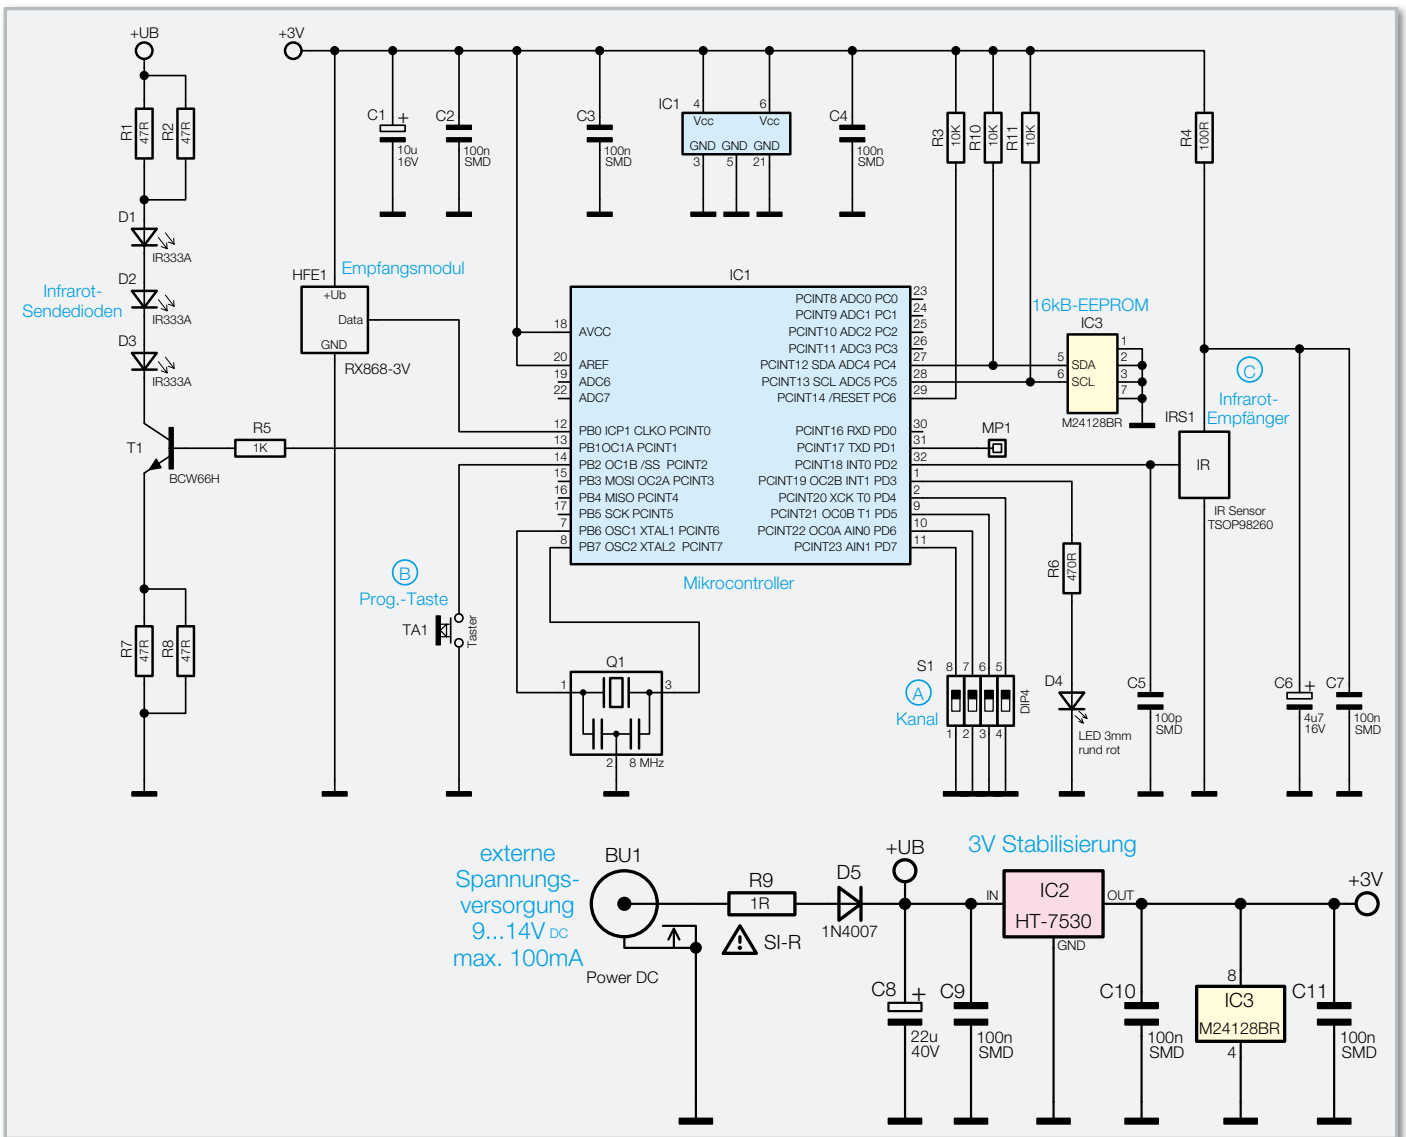 +UB
+3V
R1
47R
R2
47R
C1
+
10u
16V
C2
100n
SMD
C3
100n
SMD
IC1
4
6
Vcc
Vcc
GND
GND
GND
3
5
21
C4
100n
SMD
R3
10K
R10
10K
R11
10K
R4
100R
D1
IR333A
D2
IR333A
D3
IR333A
Infrarot-
Sendedioden
HFE1
Empfangsmodul
+Ub
Data
GND
RX868-3V
IC1
18
AVCC
20
AREF
19
ADC6
22
ADC7
12
PB0 ICP1 CLKO PCINT0
13
PB1OC1A PCINT1
14
PB2 OC1B /SS PCINT2
15
PB3 MOSI OC2A PCINT3
16
PB4 MISO PCINT4
17
PB5 SCK PCINT5
7
PB6 OSC1 XTAL1 PCINT6
8
PB7 OSC2 XTAL2 PCINT7
PCINT8 ADC0 PC0
23
PCINT9 ADC1 PC1
24
PCINT10 ADC2 PC2
25
PCINT11 ADC3 PC3
26
PCINT12 SDA ADC4 PC4
27
PCINT13 SCL ADC5 PC5
28
PCINT14 /RESET PC6
29
PCINT16 RXD PD0
30
PCINT17 TXD PD1
31
PCINT18 INT0 PD2
32
PCINT19 OC2B INT1 PD3
1
PCINT20 XCK T0 PD4
2
PCINT21 OC0B T1 PD5
9
PCINT22 OC0A AIN0 PD6
10
PCINT23 AIN1 PD7
11
Mikrocontroller
16kB-EEPROM
IC3
5
SDA
6
SCL
1
2
3
7
M24128BR
MP1
C
Infrarot-
Empfänger
IRS1
IR
IR Sensor
TSOP98260
T1
BCW66H
R5
1K
R7
47R
R8
47R
B
Prog.-Taste
TA1
Taster
Q1
1
3
2
8 MHz
R6
470R
S1
8
7
6
5
A
Kanal
DIP4
1
2
3
4
D4
LED 3mm
rund rot
C5
100p
SMD
C6
+
4u7
16V
C7
100n
SMD
externe
Spannungs-
versorgung
9...14V DC
max. 100mA
BU1
Power DC
R9
1R
SI-R
D5
1N4007
+UB
3V Stabilisierung
IN
IC2
HT-7530
OUT
GND
+3V
C8
+
22u
40V
C9
100n
SMD
C10
100n
SMD
8
IC3
M24128BR
4
C11
100n
SMD